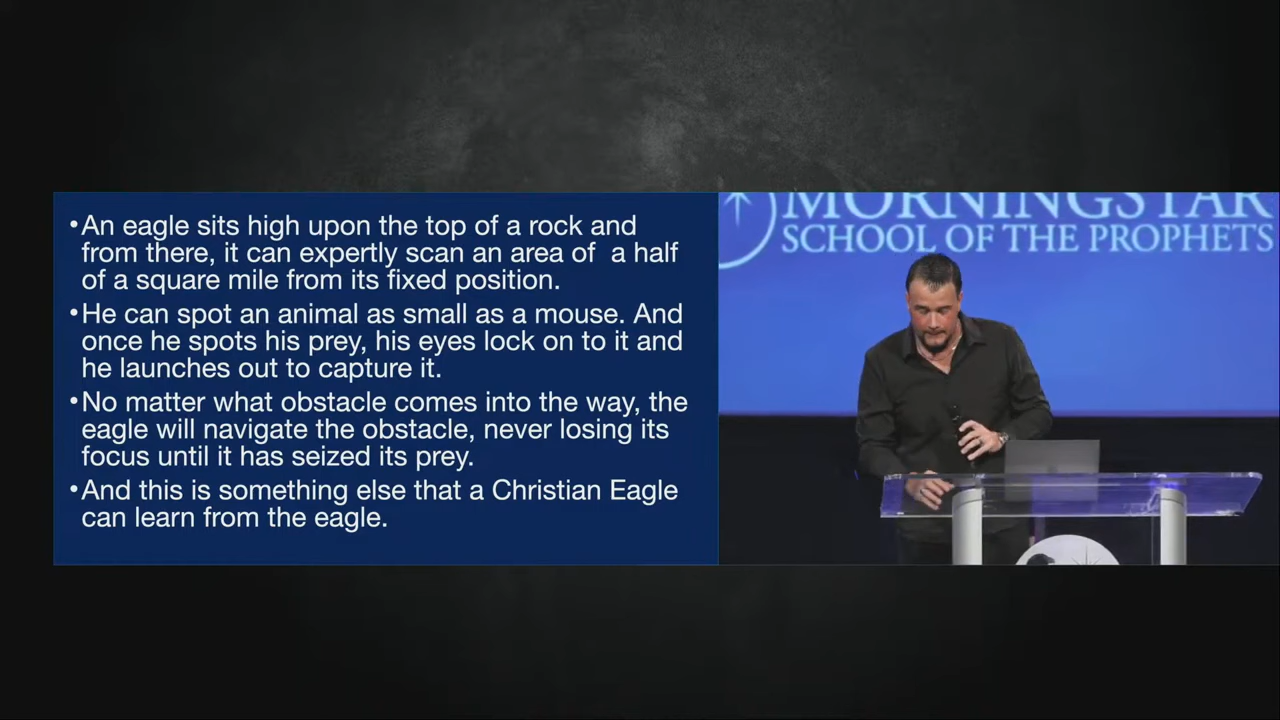 •An eagle sits high upon the top of a rock and
from there, it can expertly scan an area of  a half
of a square mile from its fixed position.
•He can spot an animal as small as a mouse. And
once he spots his prey, his eyes lock on to it and
he launches out to capture it.
•No matter what obstacle comes into the way, the
eagle will navigate the obstacle, never losing its
focus until it has seized its prey.
•And this is something else that a Christian Eagle
can learn from the eagle.
MORNINGSTAR
SCHOOL OF THE PROPHETS